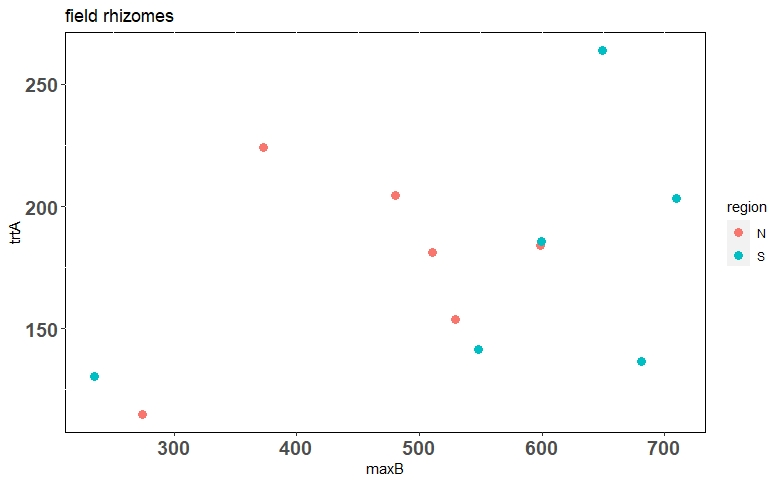 field rhizomes
250
200
150
trtA
300 400 500 600 700
maxB
region
N
S